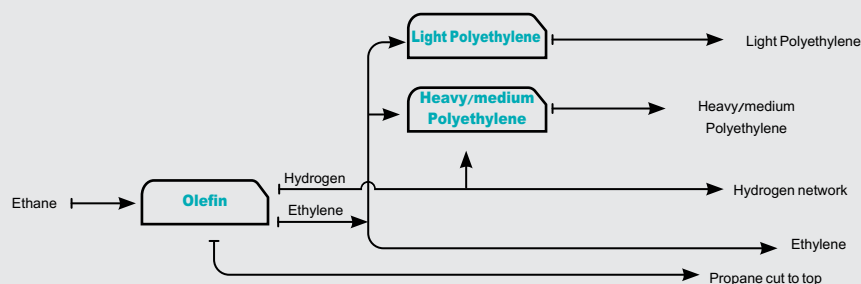 Light Polyethylene
Light Polyethylene
Heavy/medium
Polyethylene
Heavy/medium
Polyethylene
Hydrogen
Hydrogen network
Ethane
Olefin
Ethylene
Ethylene
Propane cut to top